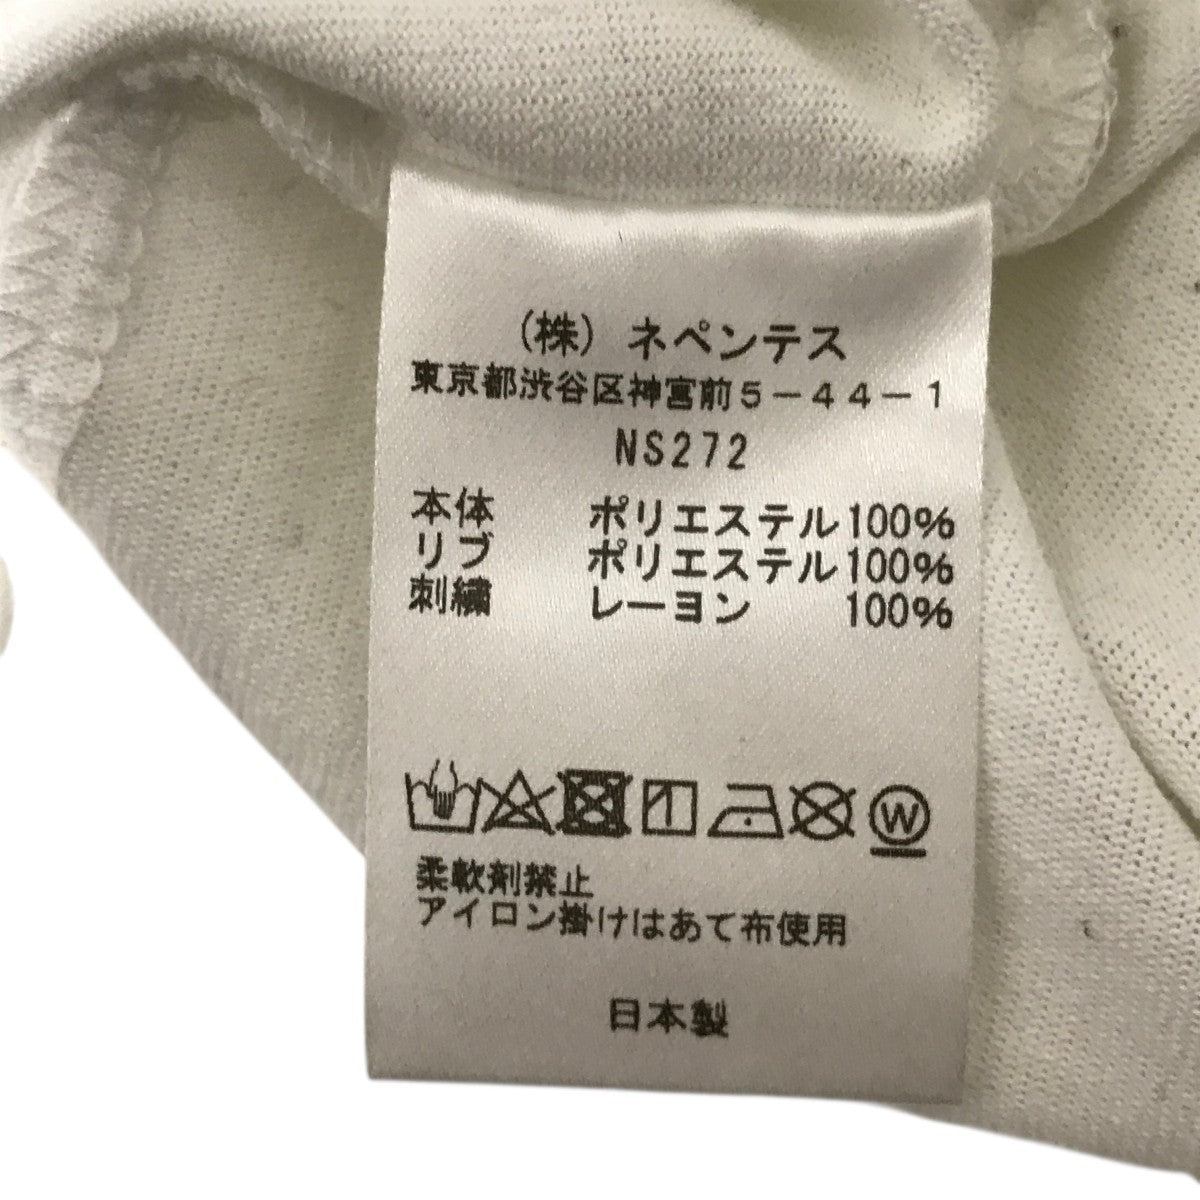 (株) ネペンテス
東京都渋谷区神宮前5-44-1
NS272
本体 ポリエステル100%
リブ ポリエステル100%
刺繍 レーヨン 100%
W
柔軟剤禁止
アイロン掛けはあて布使用
日本製